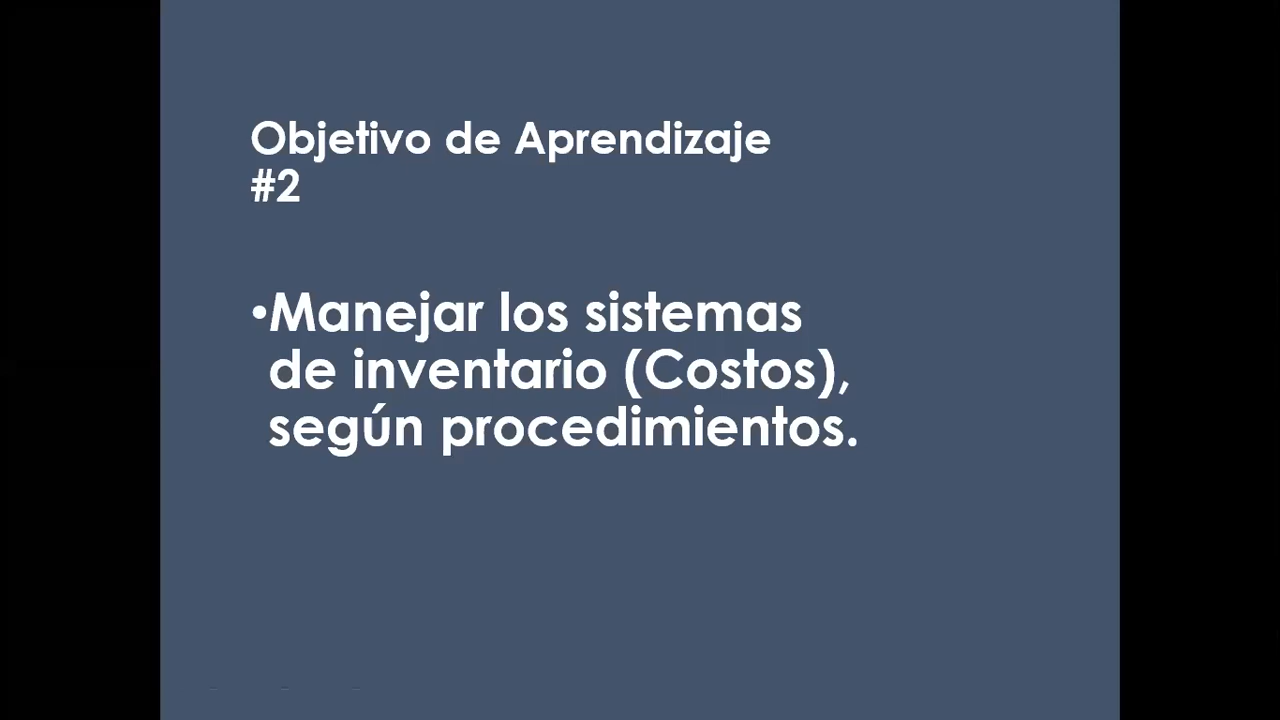 Objetivo de Aprendizaje
#2
•Manejar los sistemas
de inventario (Costos),
según procedimientos.